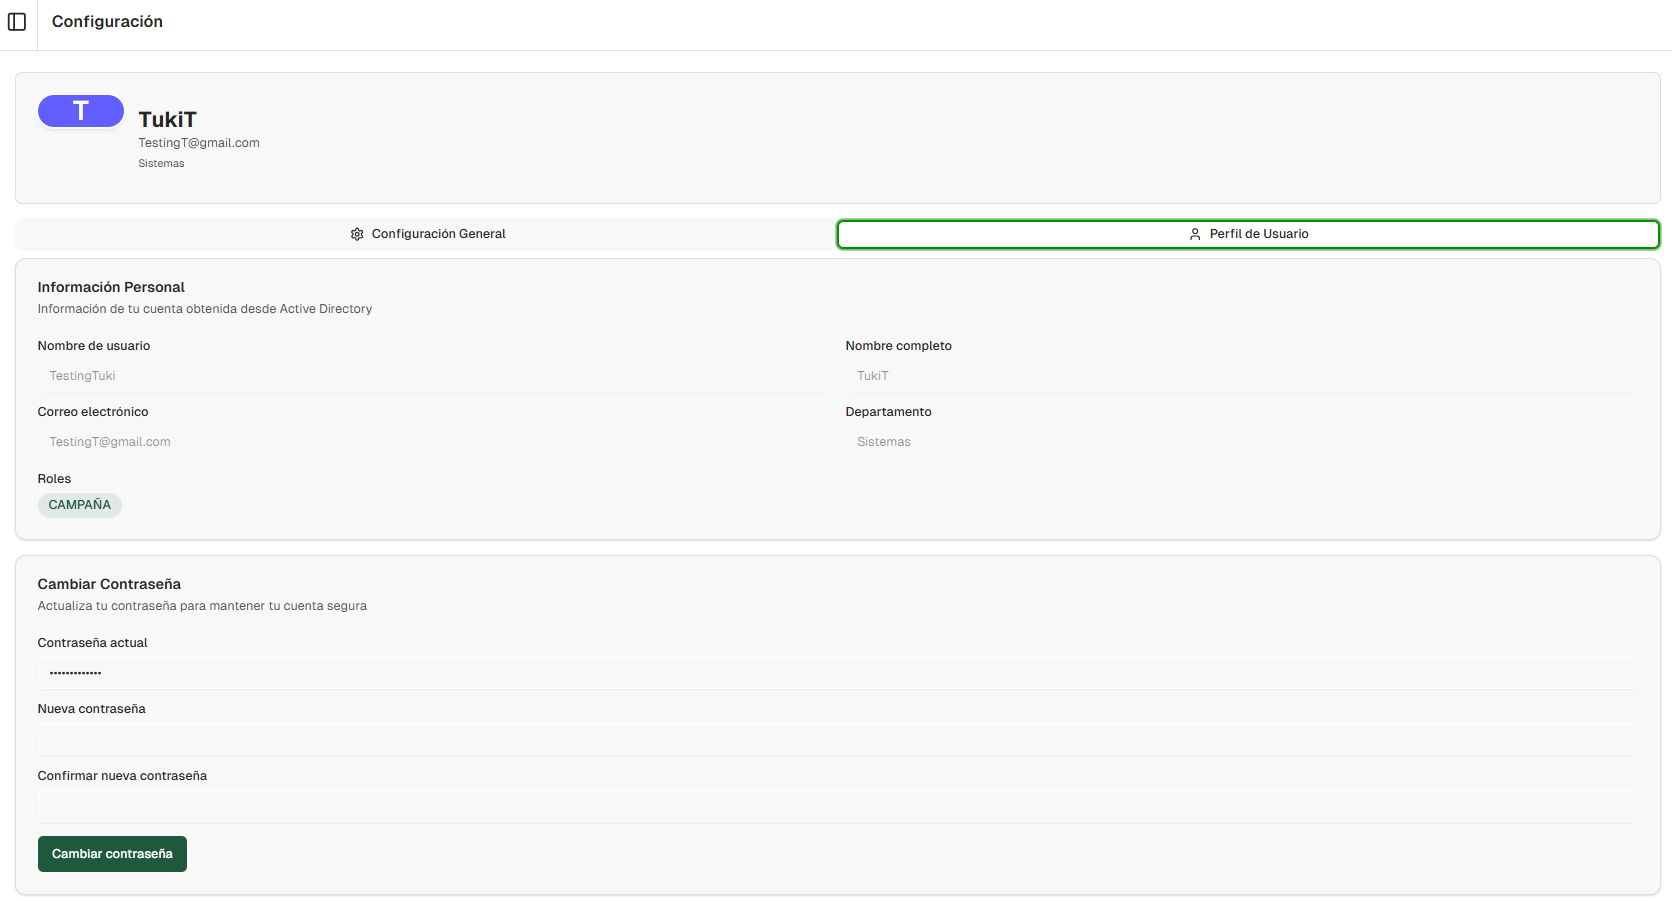 Configuración
T
TukiT
TestingT@gmail.com
Sistemas
Configuración General
Perfil de Usuario
Información Personal
Información de tu cuenta obtenida desde Active Directory
Nombre de usuario
Nombre completo
TestingTuki
TukiT
Correo electrónico
Departamento
TestingT@gmail.com
Sistemas
Roles
CAMPAÑA
Cambiar Contraseña
Actualiza tu contraseña para mantener tu cuenta segura
Contraseña actual
•••••••••••••
Nueva contraseña
Confirmar nueva contraseña
Cambiar contraseña